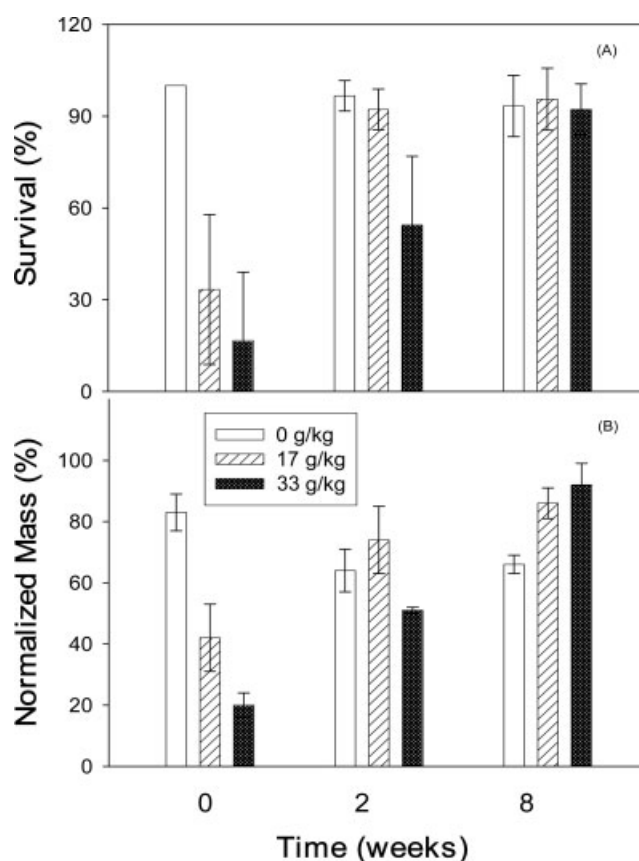 120
(A)
90
60
30
0
Survival (%)
(B)
0 g/kg
17 g/kg
33 g/kg
100
80
60
40
20
0
Normalized Mass (%)
0 2 8
Time (weeks)